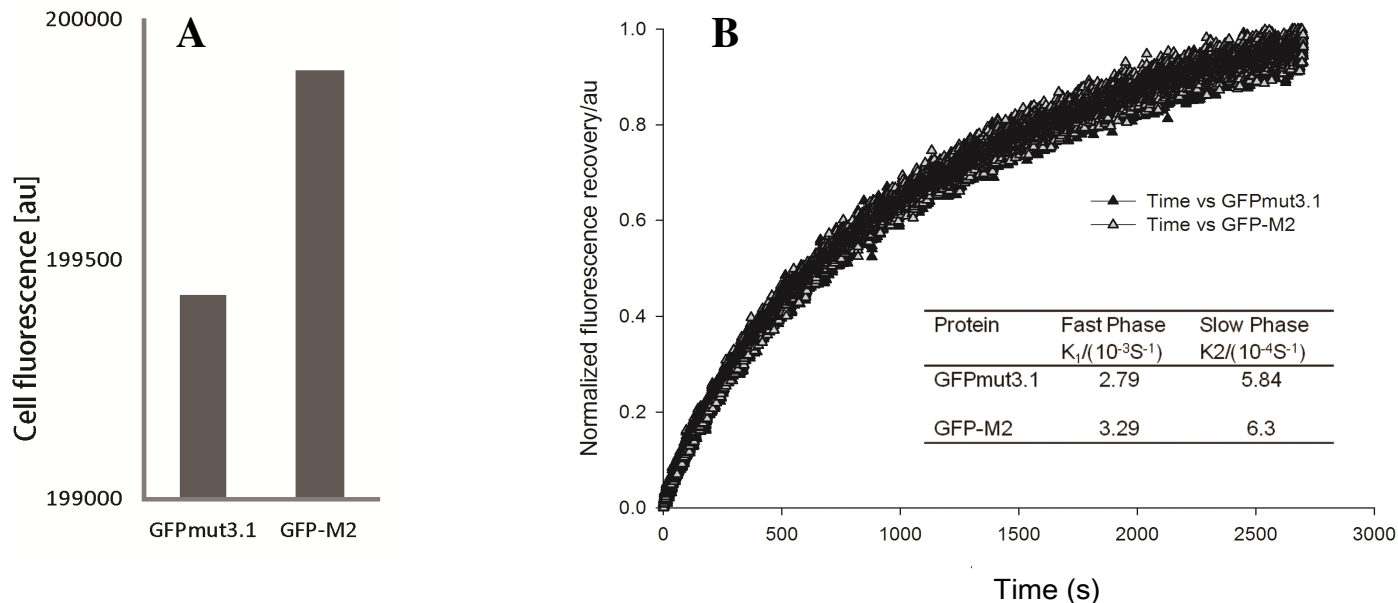 A
Cell fluorescence [au]
200000
199500
199000
GFPmut3.1 GFP-M2
B
Normalized fluorescence recovery/au
1.0
0.8
0.6
0.4
0.2
0.0
Time vs GFPmut3.1
Time vs GFP-M2
Protein Fast Phase Slow Phase
K1/(10-3S-1) K2/(10-4S-1)
GFPmut3.1 2.79 5.84
GFP-M2 3.29 6.3
0 500 1000 1500 2000 2500 3000
Time (s)